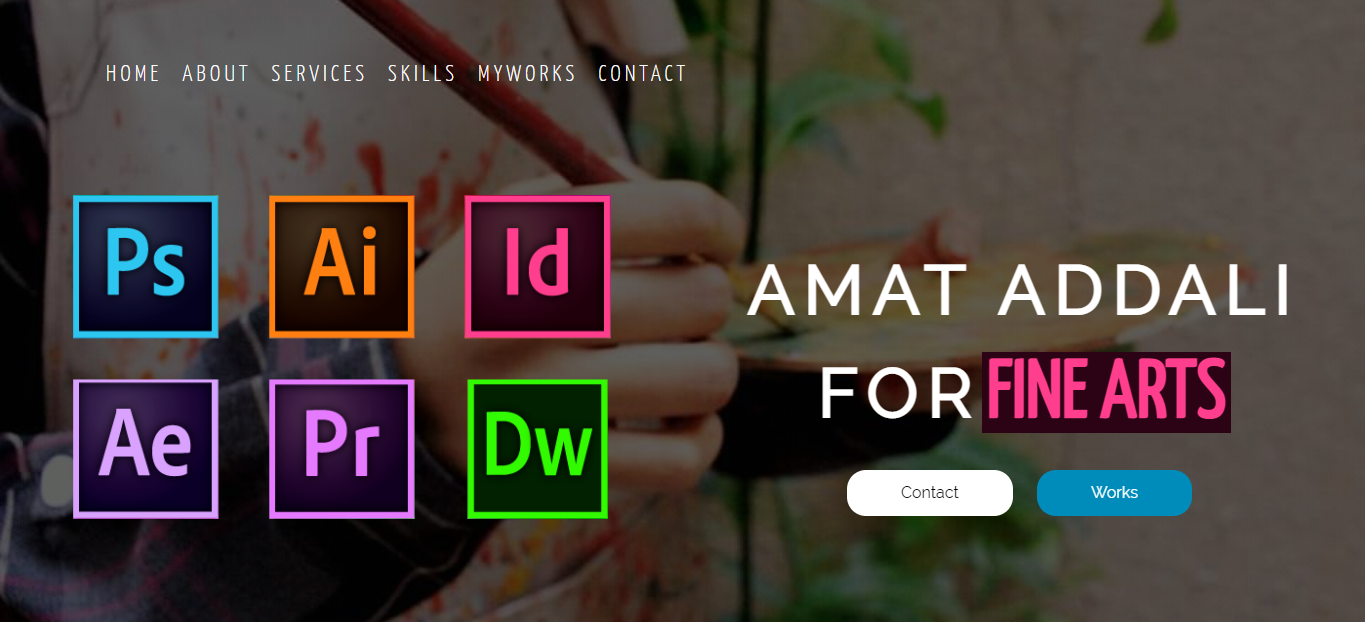 HOME ABOUT SERVICES SKILLS MYWORKS CONTACT
Ps Ai Id
Ae Pr Dw
AMAT ADDALI
FOR FINE ARTS
Contact Works